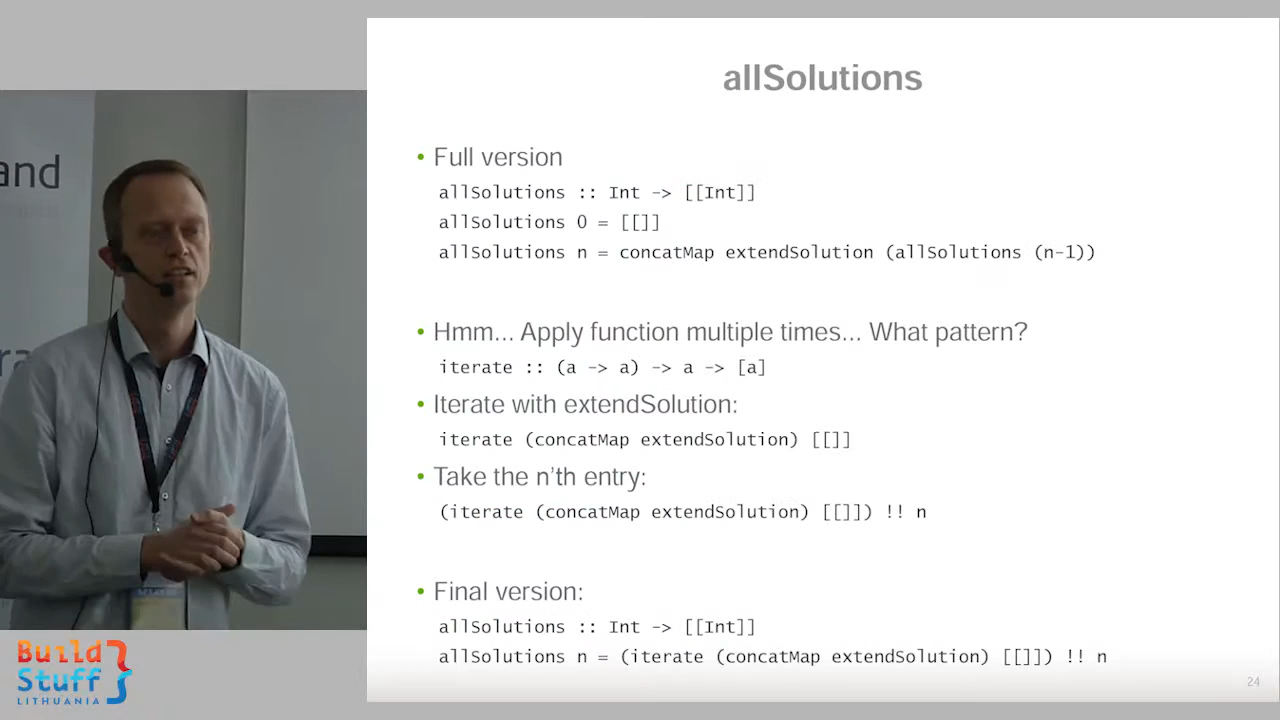 allSolutions
• Full version
allSolutions :: Int -> [[Int]]
allSolutions 0 = [[]]
allSolutions n = concatMap extendSolution (allSolutions (n-1))
• Hmm... Apply function multiple times... What pattern?
iterate :: (a -> a) -> a -> [a]
• Iterate with extendSolution:
iterate (concatMap extendSolution) [[]]
• Take the n'th entry:
(iterate (concatMap extendSolution) [[]]) !! n
• Final version:
allSolutions :: Int -> [[Int]]
allSolutions n = (iterate (concatMap extendSolution) [[]]) !! n
24
and
ra
Build
Stuff
LITHUANIA